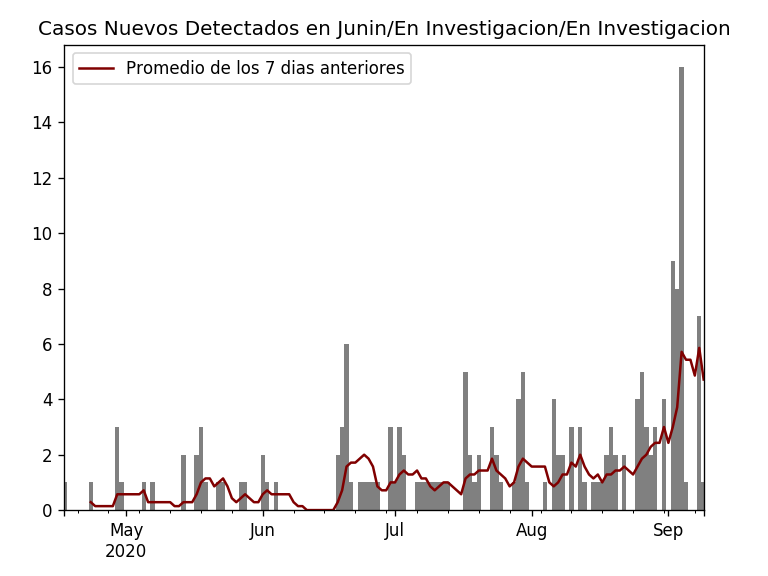 Casos Nuevos Detectados en Junin/En Investigacion/En Investigacion
Promedio de los 7 dias anteriores
16
14
12
10
8
6
4
2
0
May
2020
Jun
Jul
Aug
Sep